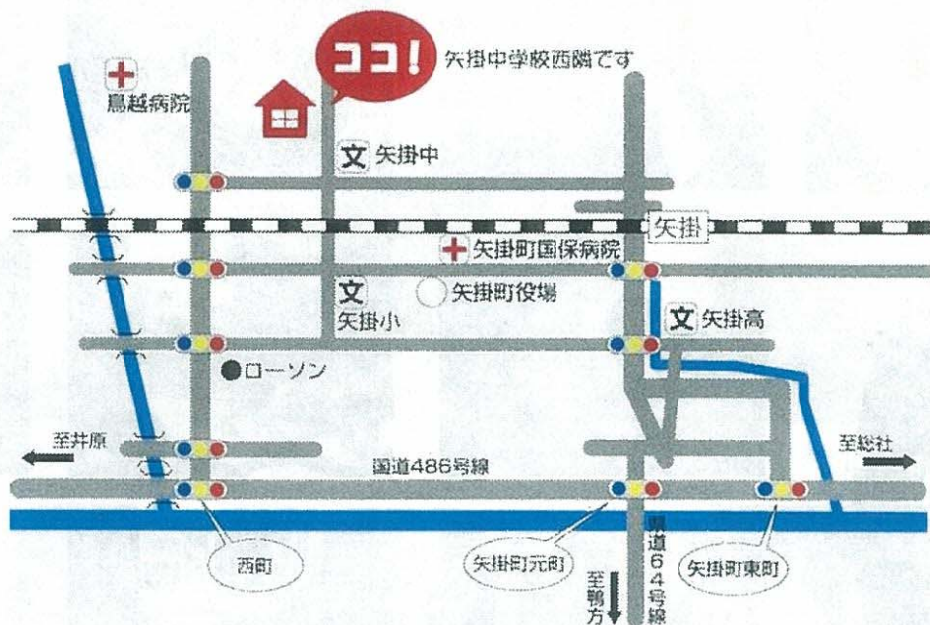 ココ!
矢掛中学校西隣です
鳥越病院
文 矢掛中
矢掛
矢掛町国保病院
文
矢掛小
矢掛町役場
文 矢掛高
ローソン
至井原
国道486号線
至総社
西町
矢掛町元町
県道64号線
矢掛町東町
至鴨方